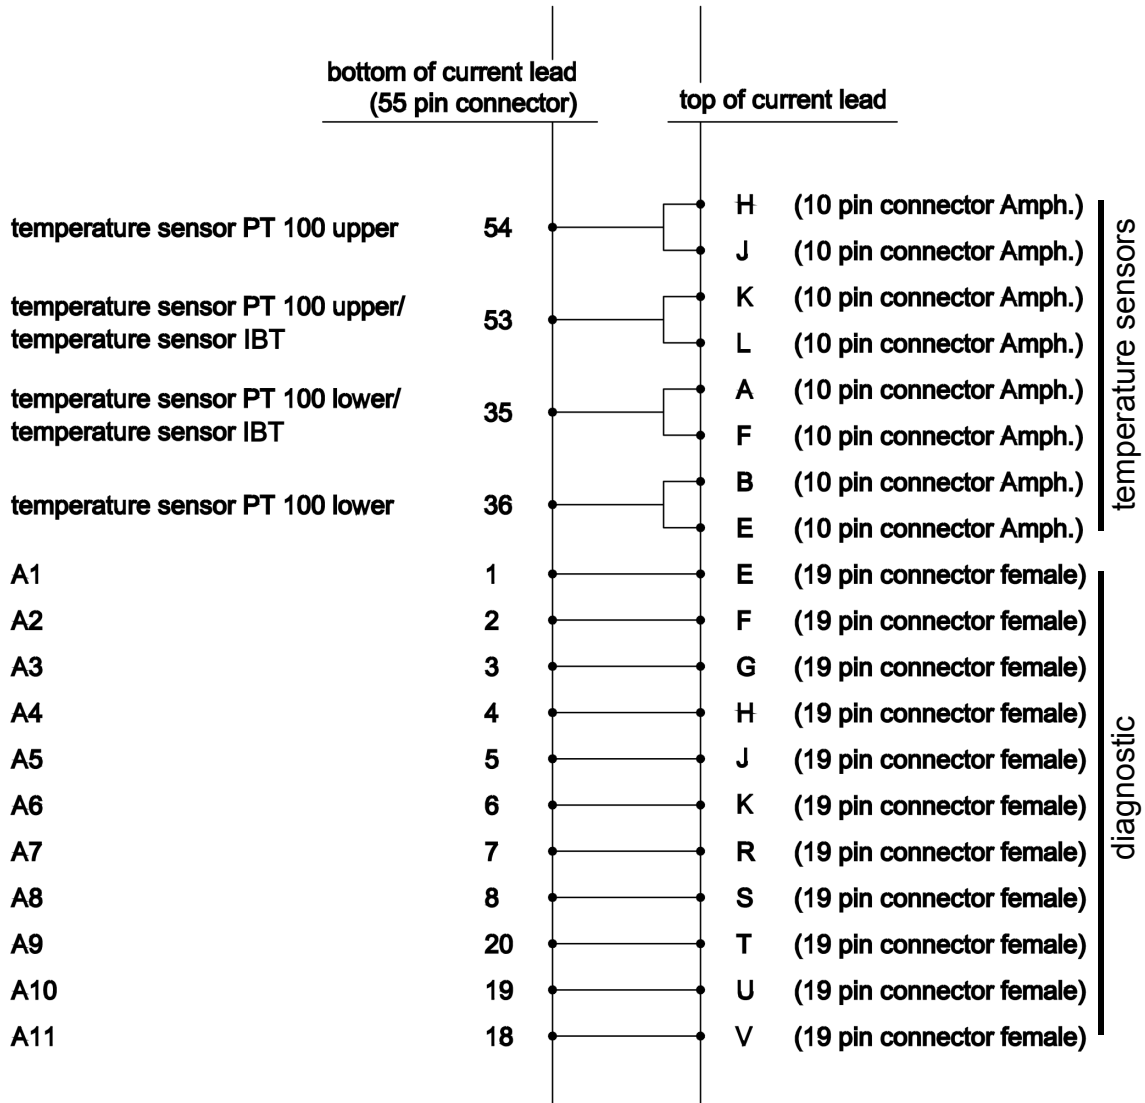 bottom of current lead
(55 pin connector)
top of current lead
H (10 pin connector Amph.)
temperature sensor PT 100 upper 54
J (10 pin connector Amph.)
K (10 pin connector Amph.)
temperature sensor PT 100 upper/
temperature sensor IBT 53
L (10 pin connector Amph.)
A (10 pin connector Amph.)
temperature sensor PT 100 lower/
temperature sensor IBT 35
F (10 pin connector Amph.)
B (10 pin connector Amph.)
temperature sensor PT 100 lower 36
E (10 pin connector Amph.)
temperature sensors
A1 1 E (19 pin connector female)
A2 2 F (19 pin connector female)
A3 3 G (19 pin connector female)
A4 4 H (19 pin connector female)
A5 5 J (19 pin connector female)
A6 6 K (19 pin connector female)
A7 7 R (19 pin connector female)
A8 8 S (19 pin connector female)
A9 20 T (19 pin connector female)
A10 19 U (19 pin connector female)
A11 18 V (19 pin connector female)
diagnostic